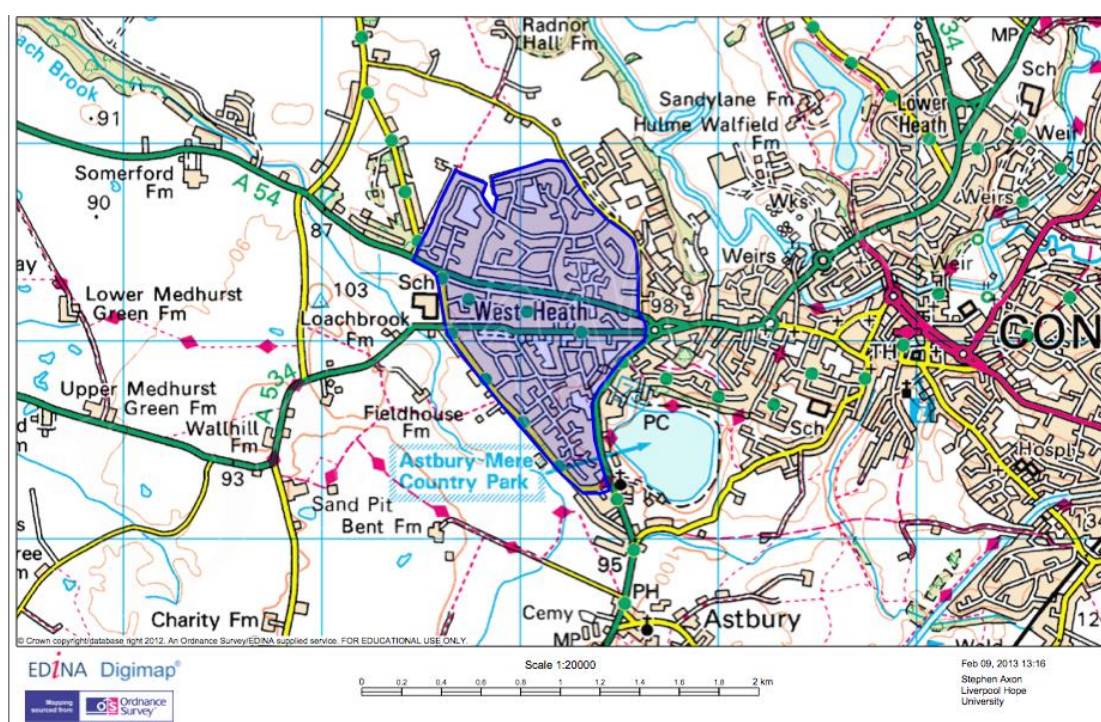 Radnor
Hall Fm
MP
34
Sch
Sandylane Fm
Hulme Walfield
Fm
Lower
Heath
Weir
ach Brook
91
Somerford
Fm
A 54
90
87
Wks
Weirs
Weirs
Weir
ay
Lower Medhurst
Green Fm
Sch
103
Loachbrook
Fm
West Heath
98
CON
TH
Upper Medhurst
Green Fm
A 534
Wallhill
Fm
93
Fieldhouse
Fm
PC
Sch
Astbury Mere
Country Park
Hospl
Sand Pit
Bent Fm
134
ree
m
95
Charity Fm
PH
Cemy
MP
Astbury
© Crown copyright/database right 2012. An Ordnance Survey/EDINA supplied service. FOR EDUCATIONAL USE ONLY.
EDINA Digimap®
Scale 1:20000
0 0.2 0.4 0.6 0.8 1 1.2 1.4 1.6 1.8 2 km
Feb 09, 2013 13:16
Stephen Axon
Liverpool Hope
University
Mapping
sourced from
OS Ordnance
Survey®